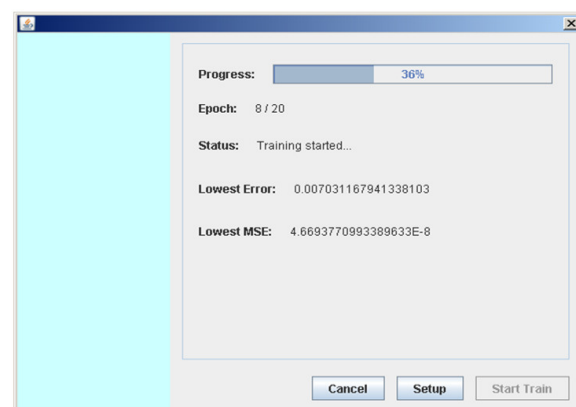 Progress: 36%
Epoch: 8 / 20
Status: Training started...
Lowest Error: 0.007031167941338103
Lowest MSE: 4.6693770993389633E-8
Cancel Setup Start Train